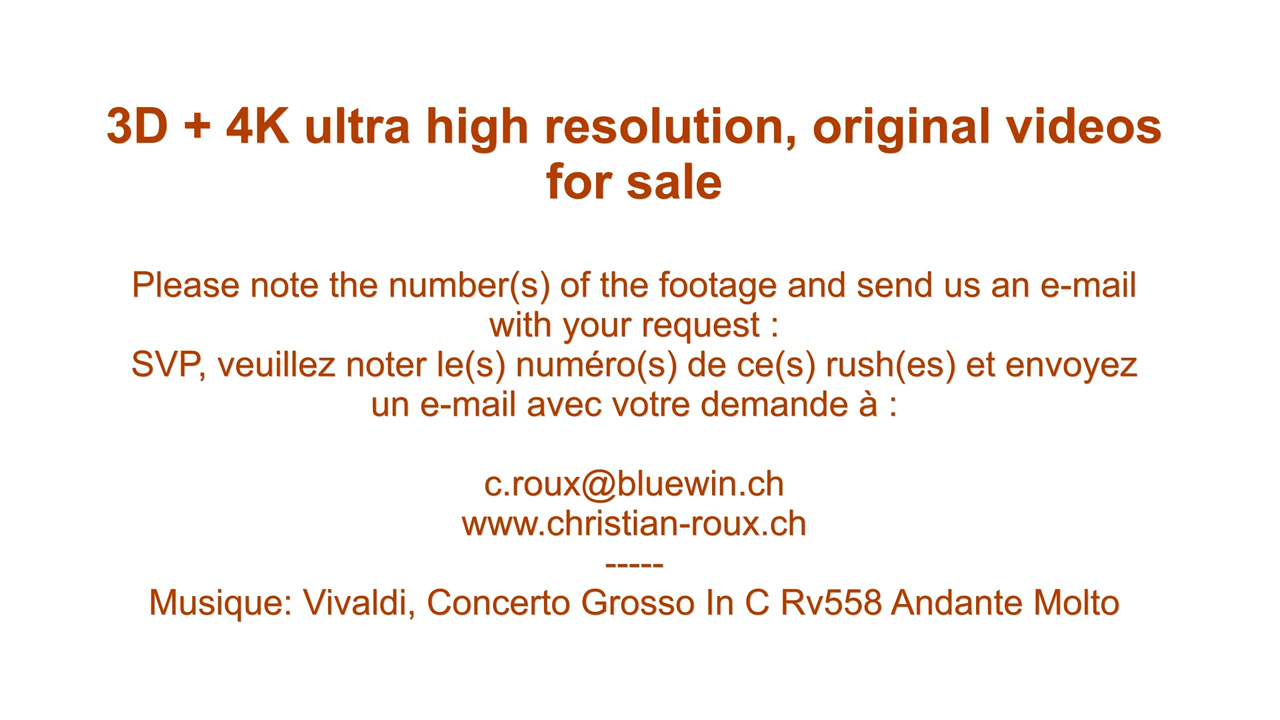 3D + 4K ultra high resolution, original videos
for sale
Please note the number(s) of the footage and send us an e-mail
with your request :
SVP, veuillez noter le(s) numéro(s) de ce(s) rush(es) et envoyez
un e-mail avec votre demande à :
c.roux@bluewin.ch
www.christian-roux.ch
-----
Musique: Vivaldi, Concerto Grosso In C Rv558 Andante Molto